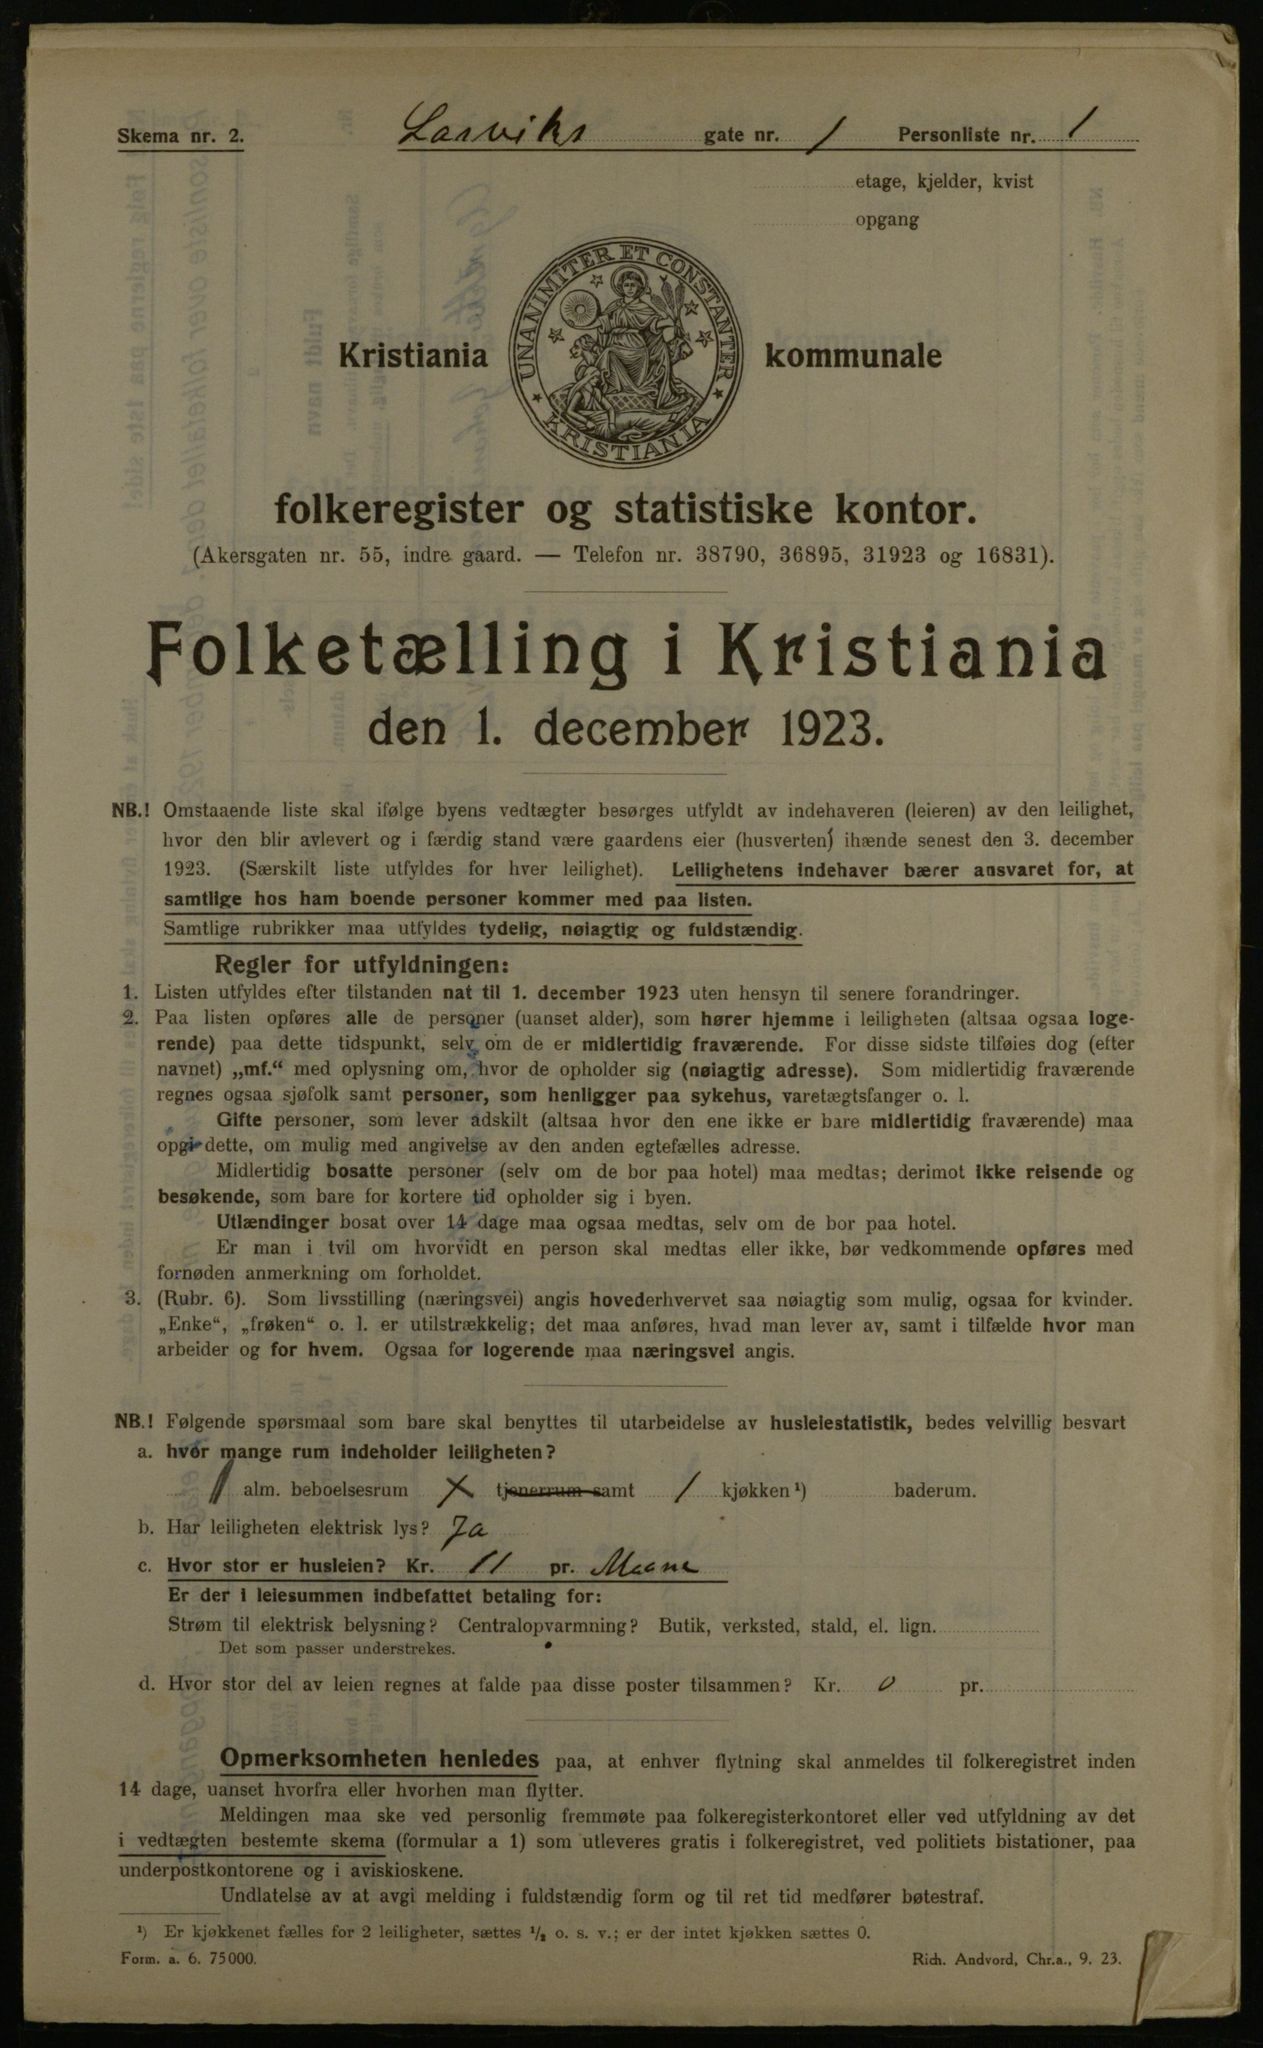 Skema nr. 2. Larviks gate nr. 1 Personliste nr. 1
etage, kjelder, kvist
opgang
UNANIMITER ET CONSTANTER
KRISTIANIA
Kristiania kommunale
folkeregister og statistiske kontor.
(Akersgaten nr. 55, indre gaard. — Telefon nr. 38790, 36895, 31923 og 16831).
Folketælling i Kristiania
den 1. december 1923.
NB.! Omstaaende liste skal ifølge byens vedtægter besørges utfyldt av indehaveren (leieren) av den leilighet,
hvor den blir avlevert og i færdig stand være gaardens eier (husverten) ihænde senest den 3. december
1923. (Særskilt liste utfyldes for hver leilighet). Leilighetens indehaver bærer ansvaret for, at
samtlige hos ham boende personer kommer med paa listen.
Samtlige rubrikker maa utfyldes tydelig, nøiagtig og fuldstændig.
Regler for utfyldningen:
1. Listen utfyldes efter tilstanden nat til 1. december 1923 uten hensyn til senere forandringer.
2. Paa listen opføres alle de personer (uanset alder), som hører hjemme i leiligheten (altsaa ogsaa loge-
rende) paa dette tidspunkt, selv om de er midlertidig fraværende. For disse sidste tilføies dog (efter
navnet) „mf.“ med oplysning om, hvor de opholder sig (nøiagtig adresse). Som midlertidig fraværende
regnes ogsaa sjøfolk samt personer, som henligger paa sykehus, varetægtsfanger o. l.
Gifte personer, som lever adskilt (altsaa hvor den ene ikke er bare midlertidig fraværende) maa
opgi dette, om mulig med angivelse av den anden egtefælles adresse.
Midlertidig bosatte personer (selv om de bor paa hotel) maa medtas; derimot ikke reisende og
besøkende, som bare for kortere tid opholder sig i byen.
Utlændinger bosat over 14 dage maa ogsaa medtas, selv om de bor paa hotel.
Er man i tvil om hvorvidt en person skal medtas eller ikke, bør vedkommende opføres med
fornøden anmerkning om forholdet.
3. (Rubr. 6). Som livsstilling (næringsvei) angis hovederhvervet saa nøiagtig som mulig, ogsaa for kvinder.
„Enke“, „frøken“ o. l. er utilstrækkelig; det maa anføres, hvad man lever av, samt i tilfælde hvor man
arbeider og for hvem. Ogsaa for logerende maa næringsvei angis.
NB.! Følgende spørsmaal som bare skal benyttes til utarbeidelse av husleiestatistik, bedes velvillig besvart
a. hvor mange rum indeholder leiligheten?
1 alm. beboelsesrum X tjenerrum samt 1 kjøkken ¹) baderum.
b. Har leiligheten elektrisk lys? Ja
c. Hvor stor er husleien? Kr. 11 pr. Maane
Er der i leiesummen indbefattet betaling for:
Strøm til elektrisk belysning? Centralopvarmning? Butik, verksted, stald, el. lign.
Det som passer understrekes.
d. Hvor stor del av leien regnes at falde paa disse poster tilsammen? Kr. 0 pr.
Opmerksomheten henledes paa, at enhver flytning skal anmeldes til folkeregistret inden
14 dage, uanset hvorfra eller hvorhen man flytter.
Meldingen maa ske ved personlig fremmøte paa folkeregisterkontoret eller ved utfyldning av det
i vedtægten bestemte skema (formular a 1) som utleveres gratis i folkeregistret, ved politiets bistationer, paa
underpostkontorene og i aviskioskene.
Undlatelse av at avgi melding i fuldstændig form og til ret tid medfører bøtestraf.
¹) Er kjøkkenet fælles for 2 leiligheter, sættes ½ o. s. v.; er der intet kjøkken sættes 0.
Form. a. 6. 75000. Rich. Andvord, Chr.a., 9. 23.